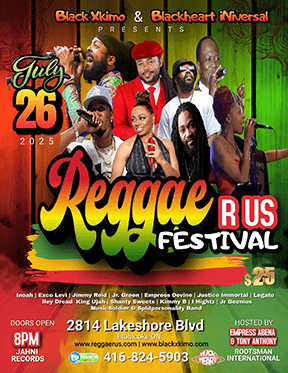 Black Xkimo & Blackheart iNiversal
PRESENTS
July
26
2025
Reggae R US
FESTIVAL
$25
Inoah | Exco Levi | Jimmy Reid | Jr. Green | Empress Devine | Justice Immortal | Legato
Iley Dread King Ujah | Shanty Sweets | Kimmy B | I Hightz | Jr Geenius
MusicSoldier & Splitpersonality Band
DOORS OPEN
8PM
JAHNI
RECORDS
2814 Lakeshore Blvd
Etobicoke ON
www.reggaerus.com | www.blackxkimo.com
416-824-5903
HOSTED BY
EMPRESS ABENA
& TONY ANTHONY
ROOTSMAN
INTERNATIONAL